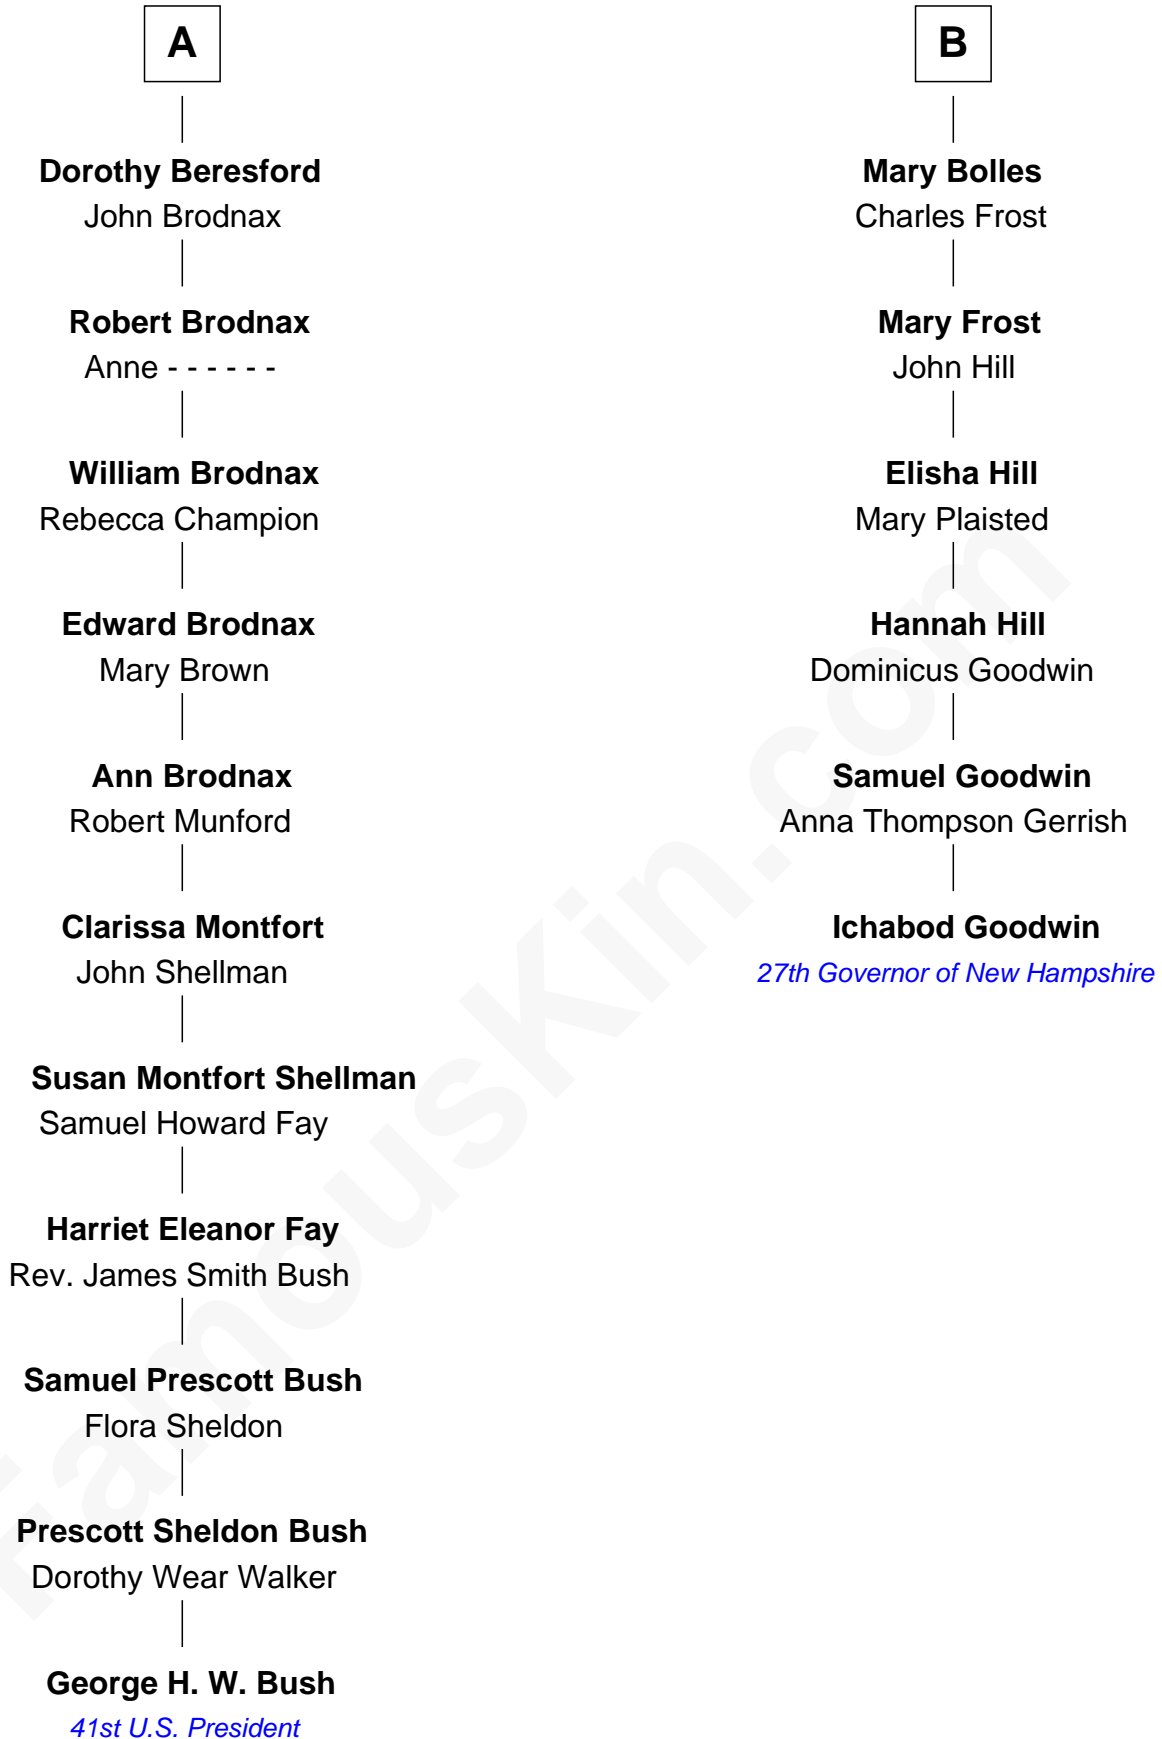 A
Dorothy Beresford
John Brodnax
Robert Brodnax
Anne - - - - - -
William Brodnax
Rebecca Champion
Edward Brodnax
Mary Brown
Ann Brodnax
Robert Munford
Clarissa Montfort
John Shellman
Susan Montfort Shellman
Samuel Howard Fay
Harriet Eleanor Fay
Rev. James Smith Bush
Samuel Prescott Bush
Flora Sheldon
Prescott Sheldon Bush
Dorothy Wear Walker
George H. W. Bush
41st U.S. President
B
Mary Bolles
Charles Frost
Mary Frost
John Hill
Elisha Hill
Mary Plaisted
Hannah Hill
Dominicus Goodwin
Samuel Goodwin
Anna Thompson Gerrish
Ichabod Goodwin
27th Governor of New Hampshire
FamousKin.com